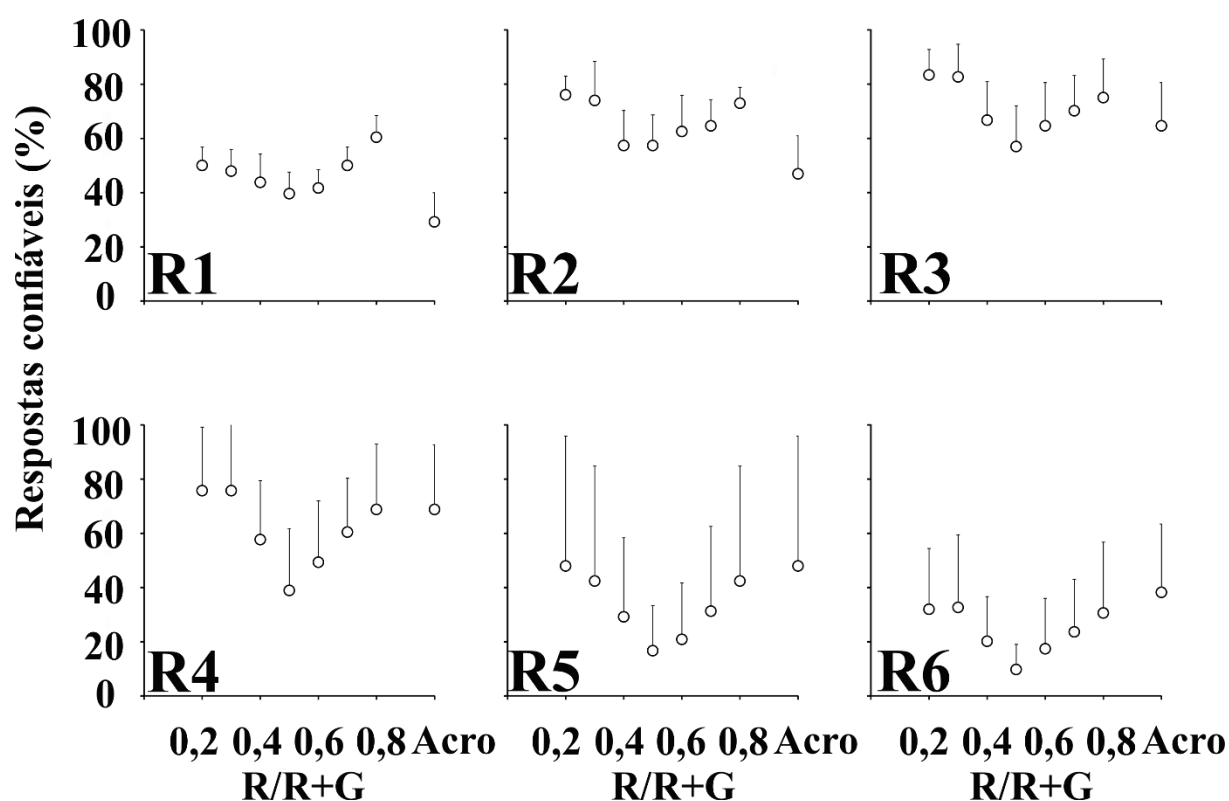 Respostas confiáveis (%)
100
80
60
40
20
0
R1
R2
R3
100
80
60
40
20
0
R4
R5
R6
0,2 0,4 0,6 0,8 Acro
0,2 0,4 0,6 0,8 Acro
0,2 0,4 0,6 0,8 Acro
R/R+G
R/R+G
R/R+G